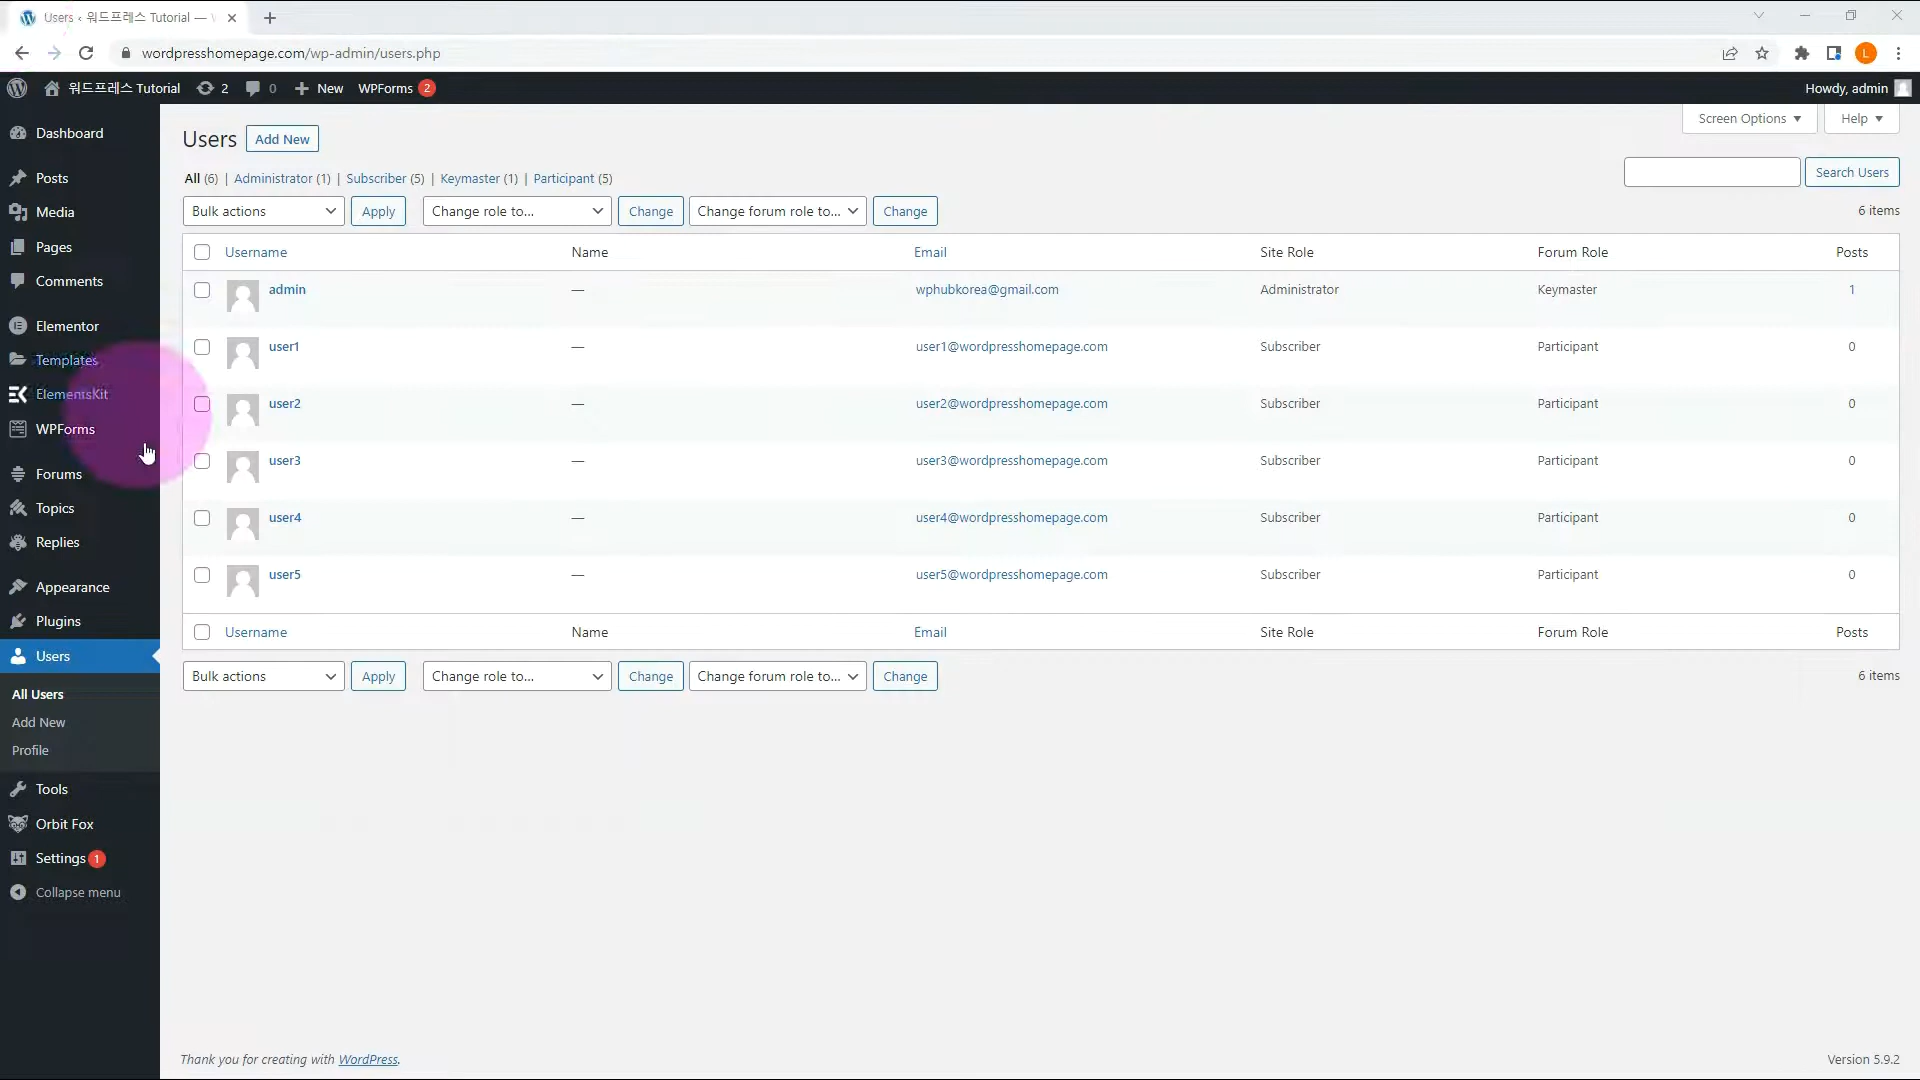 Users ‹ 워드프레스 Tutorial —
wordpresshomepage.com/wp-admin/users.php
L
워드프레스 Tutorial 2 0 New WPForms 2
Howdy, admin
Dashboard
Posts
Media
Pages
Comments
Elementor
Templates
ElementsKit
WPForms
Forums
Topics
Replies
Appearance
Plugins
Users
All Users
Add New
Profile
Tools
Orbit Fox
Settings 1
Collapse menu
Screen Options Help
Users Add New
All (6) | Administrator (1) | Subscriber (5) | Keymaster (1) | Participant (5)
Search Users
Bulk actions Apply Change role to... Change Change forum role to... Change 6 items
Username Name Email Site Role Forum Role Posts
admin — wphubkorea@gmail.com Administrator Keymaster 1
user1 — user1@wordpresshomepage.com Subscriber Participant 0
user2 — user2@wordpresshomepage.com Subscriber Participant 0
user3 — user3@wordpresshomepage.com Subscriber Participant 0
user4 — user4@wordpresshomepage.com Subscriber Participant 0
user5 — user5@wordpresshomepage.com Subscriber Participant 0
Username Name Email Site Role Forum Role Posts
Bulk actions Apply Change role to... Change Change forum role to... Change 6 items
Thank you for creating with WordPress.
Version 5.9.2